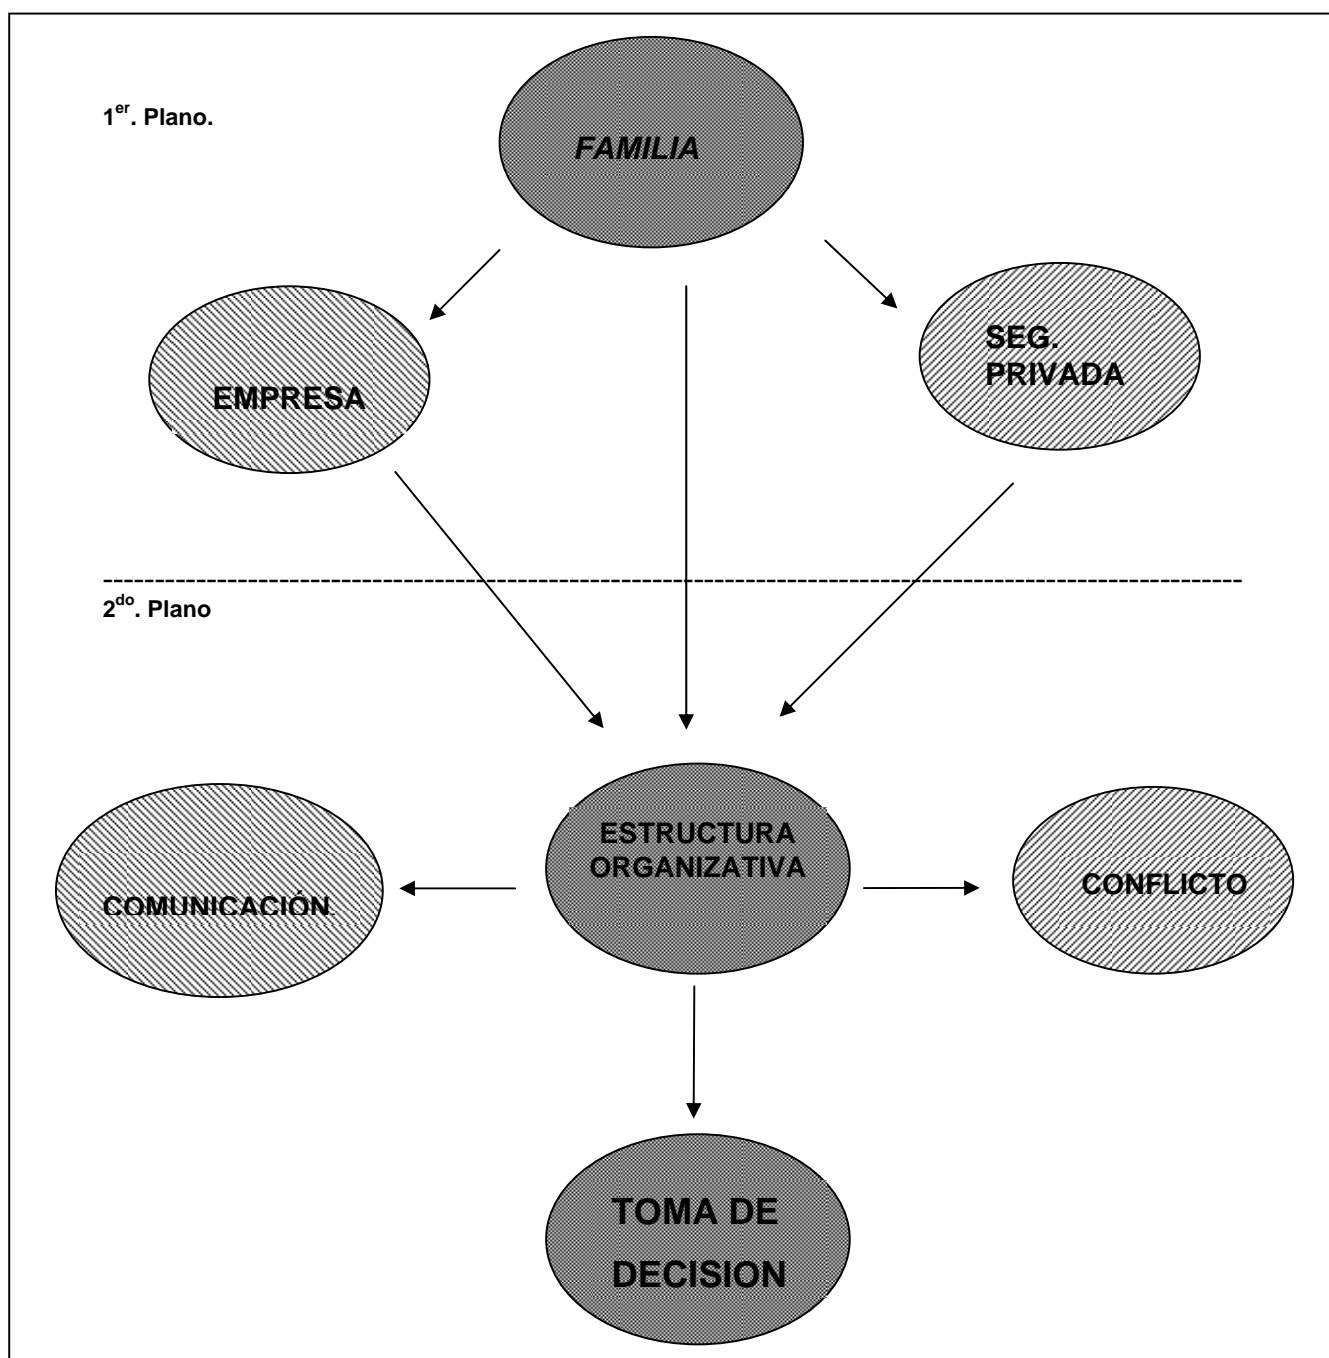 1er. Plano.
FAMILIA
SEG.
PRIVADA
EMPRESA
2do. Plano
ESTRUCTURA
ORGANIZATIVA
COMUNICACIÓN.
CONFLICTO
TOMA DE
DECISION